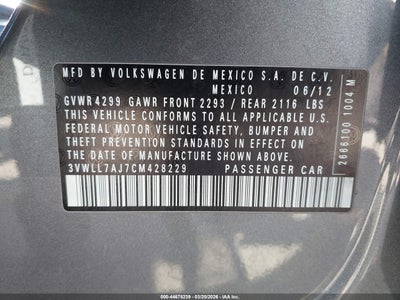 MFD BY VOLKSWAGEN DE MEXICO S.A. DE C.V.
MEXICO 06/12
GVWR 4299 GAWR FRONT 2293 / REAR 2116 LBS
THIS VEHICLE CONFORMS TO ALL APPLICABLE U.S.
FEDERAL MOTOR VEHICLE SAFETY, BUMPER AND
THEFT PREVENTION STANDARDS IN EFFECT ON THE
DATE OF MANUFACTURE SHOWN ABOVE
3VWLL7AJ7CM428229 PASSENGER CAR
2666100 1004 M
000-44678239 - 03/20/2026 - IAA, Inc.